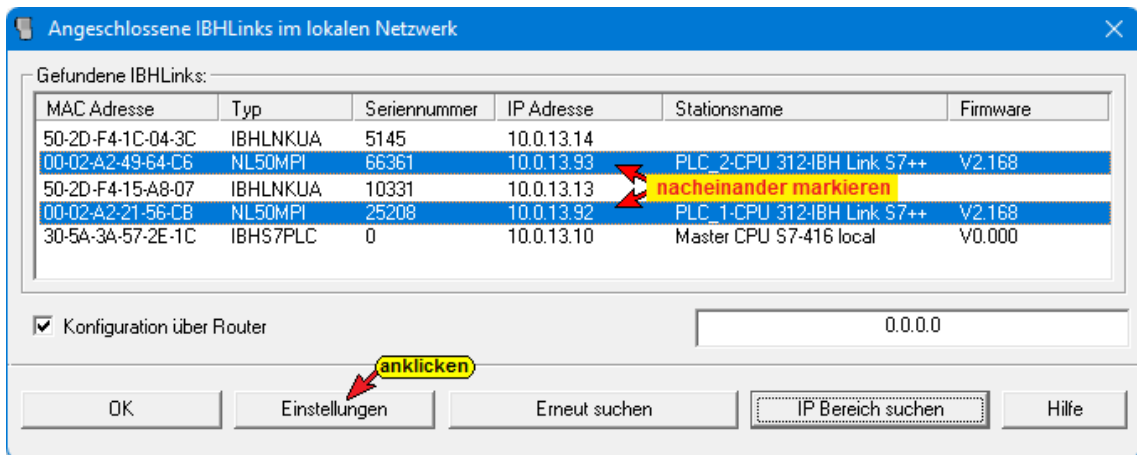 Angeschlossene IBHLinks im lokalen Netzwerk
Gefundene IBHLinks:
MAC Adresse Typ Seriennummer IP Adresse Stationsname Firmware
50-2D-F4-1C-04-3C IBHLNKUA 5145 10.0.13.14
00-02-A2-49-64-C6 NL50MPI 66361 10.0.13.93 PLC_2-CPU 312-IBH Link S7++ V2.168
50-2D-F4-15-A8-07 IBHLNKUA 10331 10.0.13.13 nacheinander markieren
00-02-A2-21-56-CB NL50MPI 25208 10.0.13.92 PLC_1-CPU 312-IBH Link S7++ V2.168
30-5A-3A-57-2E-1C IBHS7PLC 0 10.0.13.10 Master CPU S7-416 local V0.000
Konfiguration über Router 0.0.0.0
anklicken
OK Einstellungen Erneut suchen IP Bereich suchen Hilfe